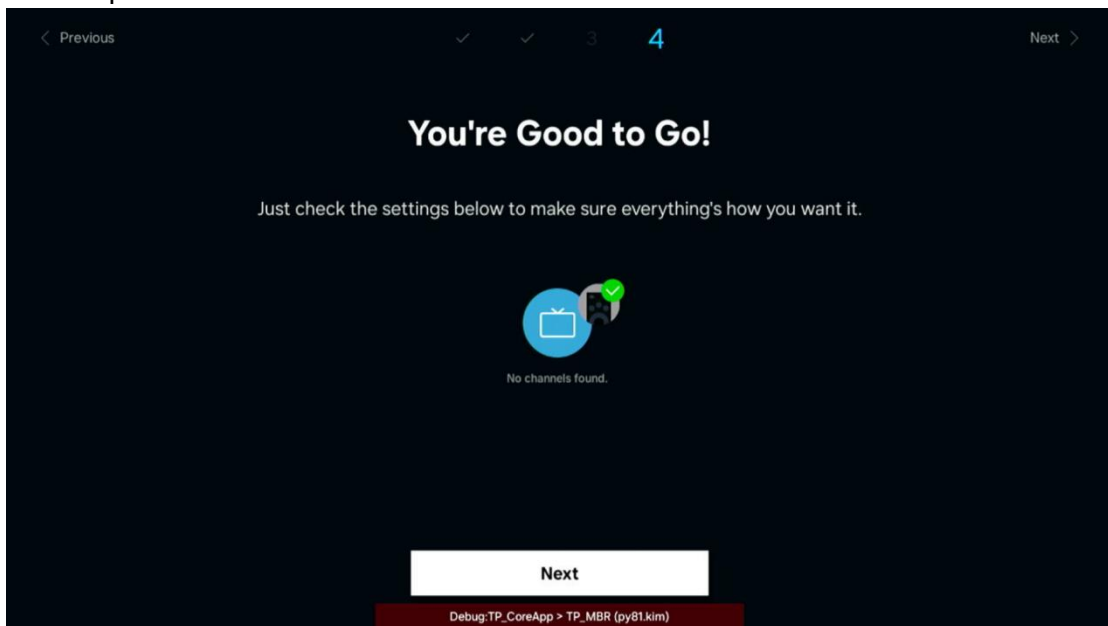 Previous
3
4
Next
You're Good to Go!
Just check the settings below to make sure everything's how you want it.
No channels found.
Next
Debug:TP_CoreApp > TP_MBR (py81.kim)